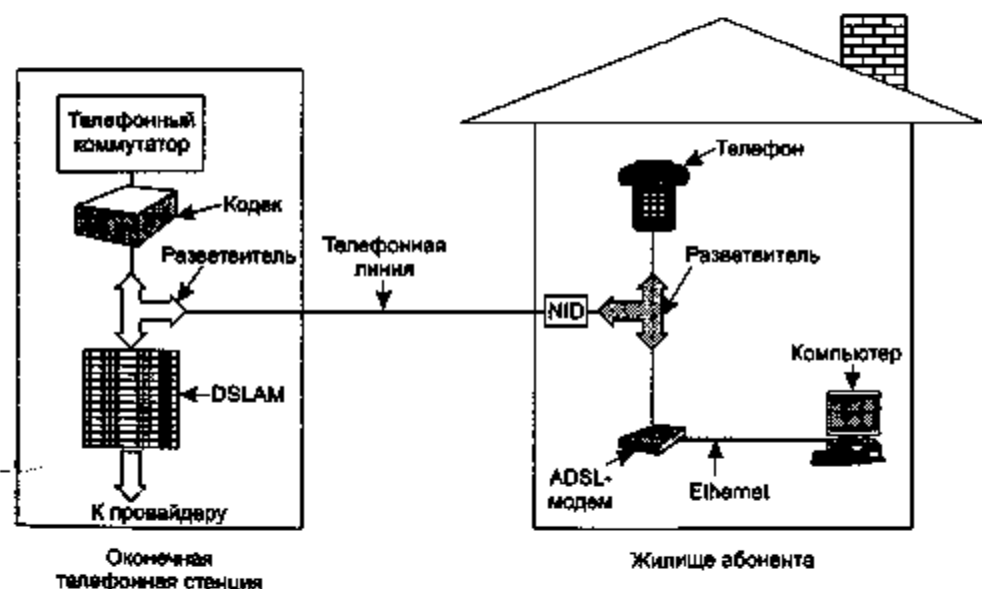 Телефонный
коммутатор
Кодек
Разветвитель
Телефонная
линия
DSLAM
К провайдеру
Оконечная
телефонная станция
Телефон
Разветвитель
NID
Компьютер
ADSL-
модем
Ethernet
Жилище абонента